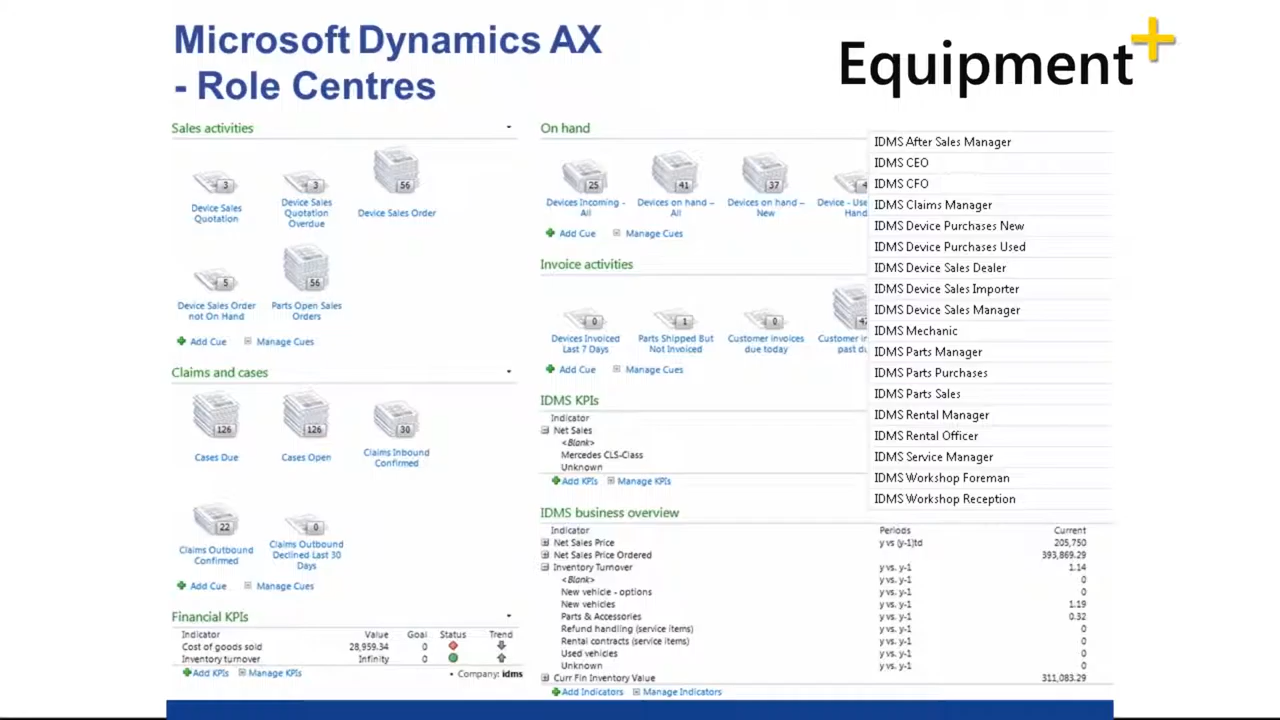 Microsoft Dynamics AX
- Role Centres
Equipment+
Sales activities
3
Device Sales
Quotation
3
Device Sales
Quotation
Overdue
56
Device Sales Order
5
Device Sales Order
not On Hand
56
Parts Open Sales
Orders
Add Cue Manage Cues
Claims and cases
126
Cases Due
126
Cases Open
30
Claims Inbound
Confirmed
22
Claims Outbound
Confirmed
0
Claims Outbound
Declined Last 30
Days
Add Cue Manage Cues
Financial KPIs
Indicator Value Goal Status Trend
Cost of goods sold 28,959.34 0
Inventory turnover Infinity 0
Add KPIs Manage KPIs
Company: idms
On hand
25
Devices Incoming -
All
41
Devices on hand –
All
37
Devices on hand –
New
4
Device - Use
Hand
Add Cue Manage Cues
Invoice activities
0
Devices Invoiced
Last 7 Days
1
Parts Shipped But
Not Invoiced
0
Customer invoices
due today
47
Customer in
past du
Add Cue Manage Cues
IDMS KPIs
Indicator
Net Sales
<Blank>
Mercedes CLS-Class
Unknown
Add KPIs Manage KPIs
IDMS business overview
Indicator Periods Current
Net Sales Price y vs (y-1)td 205,750
Net Sales Price Ordered 393,869.29
Inventory Turnover y vs. y-1 1.14
<Blank> y vs. y-1 0
New vehicle - options y vs. y-1 0
New vehicles y vs. y-1 1.19
Parts & Accessories y vs. y-1 0.32
Refund handling (service items) y vs. y-1 0
Rental contracts (service items) y vs. y-1 0
Used vehicles y vs. y-1 0
Unknown y vs. y-1 0
Curr Fin Inventory Value 311,083.29
Add Indicators Manage Indicators
IDMS After Sales Manager
IDMS CEO
IDMS CFO
IDMS Claims Manager
IDMS Device Purchases New
IDMS Device Purchases Used
IDMS Device Sales Dealer
IDMS Device Sales Importer
IDMS Device Sales Manager
IDMS Mechanic
IDMS Parts Manager
IDMS Parts Purchases
IDMS Parts Sales
IDMS Rental Manager
IDMS Rental Officer
IDMS Service Manager
IDMS Workshop Foreman
IDMS Workshop Reception